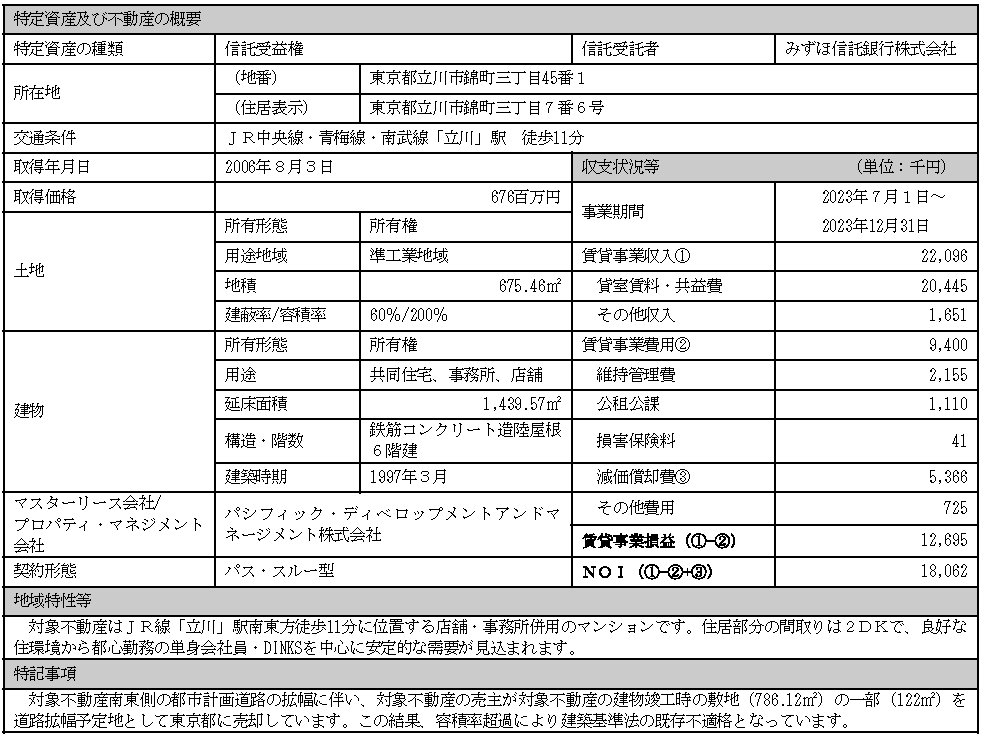 特定資産及び不動産の概要
特定資産の種類 信託受益権 信託受託者 みずほ信託銀行株式会社
所在地 (地番) 東京都立川市錦町三丁目45番1
(住居表示) 東京都立川市錦町三丁目7番6号
交通条件 JR中央線・青梅線・南武線「立川」駅 徒歩11分
取得年月日 2006年8月3日 収支状況等 (単位:千円)
取得価格 676百万円 事業期間 2023年7月1日~
2023年12月31日
土地 所有形態 所有権
用途地域 準工業地域 賃貸事業収入① 22,096
地積 675.46㎡ 貸室賃料・共益費 20,445
建蔽率/容積率 60%/200% その他収入 1,651
建物 所有形態 所有権 賃貸事業費用② 9,400
用途 共同住宅、事務所、店舗 維持管理費 2,155
延床面積 1,439.57㎡ 公租公課 1,110
構造・階数 鉄筋コンクリート造陸屋根
6階建 損害保険料 41
建築時期 1997年3月 減価償却費③ 5,366
マスターリース会社/
プロパティ・マネジメント
会社 パシフィック・ディベロップメントアンドマ
ネージメント株式会社 その他費用 725
賃貸事業損益(①-②) 12,695
契約形態 パス・スルー型 NOI(①-②+③) 18,062
地域特性等
対象不動産はJR線「立川」駅南東方徒歩11分に位置する店舗・事務所併用のマンションです。住居部分の間取りは2DKで、良好な
住環境から都心勤務の単身会社員・DINKSを中心に安定的な需要が見込まれます。
特記事項
対象不動産南東側の都市計画道路の拡幅に伴い、対象不動産の売主が対象不動産の建物竣工時の敷地(786.12㎡)の一部(122㎡)を
道路拡幅予定地として東京都に売却しています。この結果、容積率超過により建築基準法の既存不適格となっています。